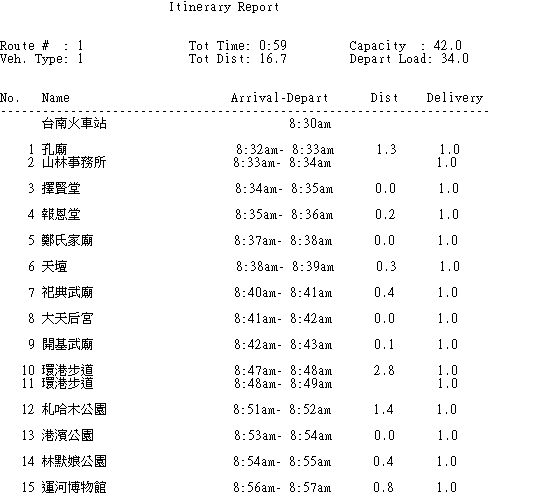 Itinerary Report
Route # : 1 Tot Time: 0:59 Capacity : 42.0
Veh. Type: 1 Tot Dist: 16.7 Depart Load: 34.0
No. Name Arrival-Depart Dist Delivery
台南火車站 8:30am
1 孔廟 8:32am- 8:33am 1.3 1.0
2 山林事務所 8:33am- 8:34am 1.0
3 擇賢堂 8:34am- 8:35am 0.0 1.0
4 報恩堂 8:35am- 8:36am 0.2 1.0
5 鄭氏家廟 8:37am- 8:38am 0.0 1.0
6 天壇 8:38am- 8:39am 0.3 1.0
7 祀典武廟 8:40am- 8:41am 0.4 1.0
8 大天后宮 8:41am- 8:42am 0.0 1.0
9 開基武廟 8:42am- 8:43am 0.1 1.0
10 環港步道 8:47am- 8:48am 2.8 1.0
11 環港步道 8:48am- 8:49am 1.0
12 札哈木公園 8:51am- 8:52am 1.4 1.0
13 港濱公園 8:53am- 8:54am 0.0 1.0
14 林默娘公園 8:54am- 8:55am 0.4 1.0
15 運河博物館 8:56am- 8:57am 0.8 1.0